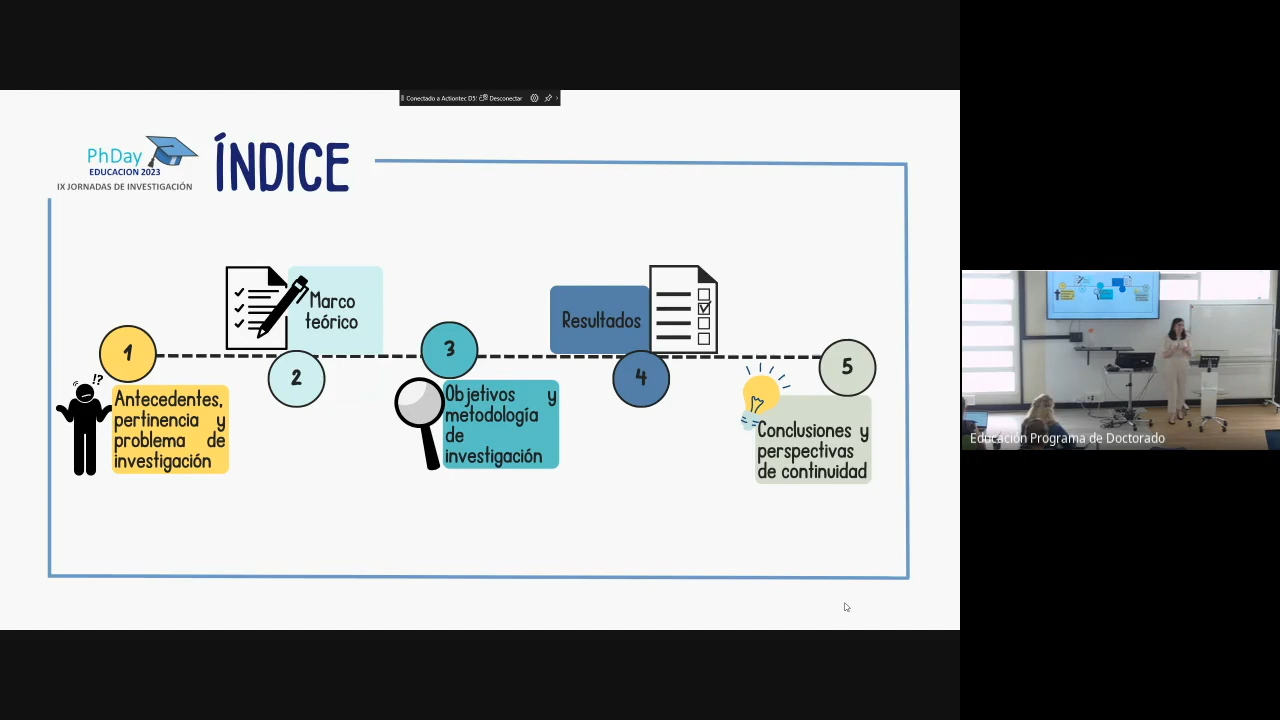 Conectado a Actiontec
Desconectar
PhDay
EDUCACION 2023
IX JORNADAS DE INVESTIGACIÓN
ÍNDICE
1
!?
Antecedentes,
pertinencia y
problema de
investigación
Marco
teórico
2
3
Objetivos y
metodología
de
investigación
Resultados
4
5
Conclusiones y
perspectivas
de continuidad
Educación Programa de Doctorado